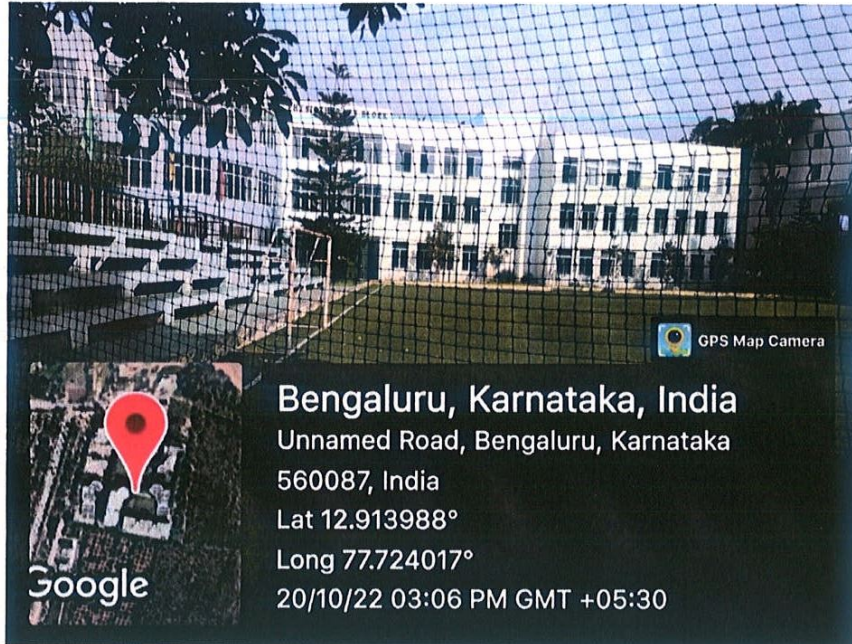 BLOCK
GPS Map Camera
Bengaluru, Karnataka, India
Unnamed Road, Bengaluru, Karnataka
560087, India
Lat 12.913988°
Long 77.724017°
20/10/22 03:06 PM GMT +05:30
Google